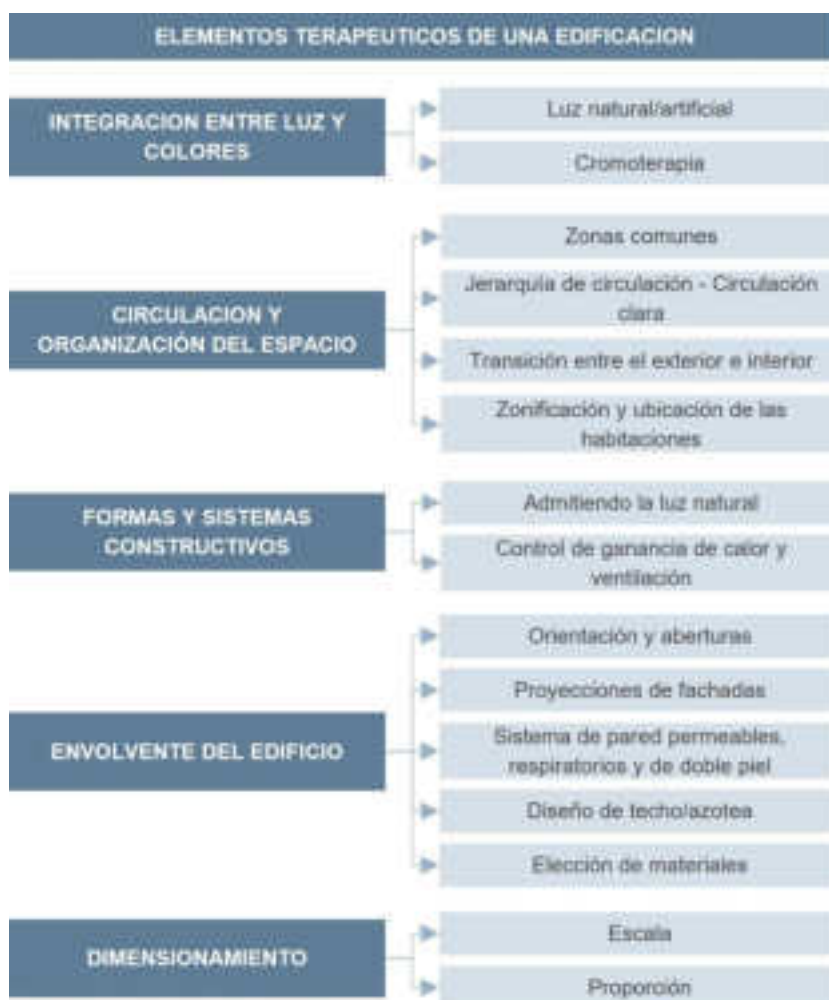 ELEMENTOS TERAPEUTICOS DE UNA EDIFICACION
INTEGRACION ENTRE LUZ Y
COLORES
Luz natural/artificial
Cromoterapia
CIRCULACION Y
ORGANIZACIÓN DEL ESPACIO
Zonas comunes
Jerarquía de circulación - Circulación
clara
Transición entre el exterior e interior
Zonificación y ubicación de las
habitaciones
FORMAS Y SISTEMAS
CONSTRUCTIVOS
Admitiendo la luz natural
Control de ganancia de calor y
ventilación
ENVOLVENTE DEL EDIFICIO
Orientación y aberturas
Proyecciones de fachadas
Sistema de pared permeables,
respiratorios y de doble piel
Diseño de techo/azotea
Elección de materiales
DIMENSIONAMIENTO
Escala
Proporción